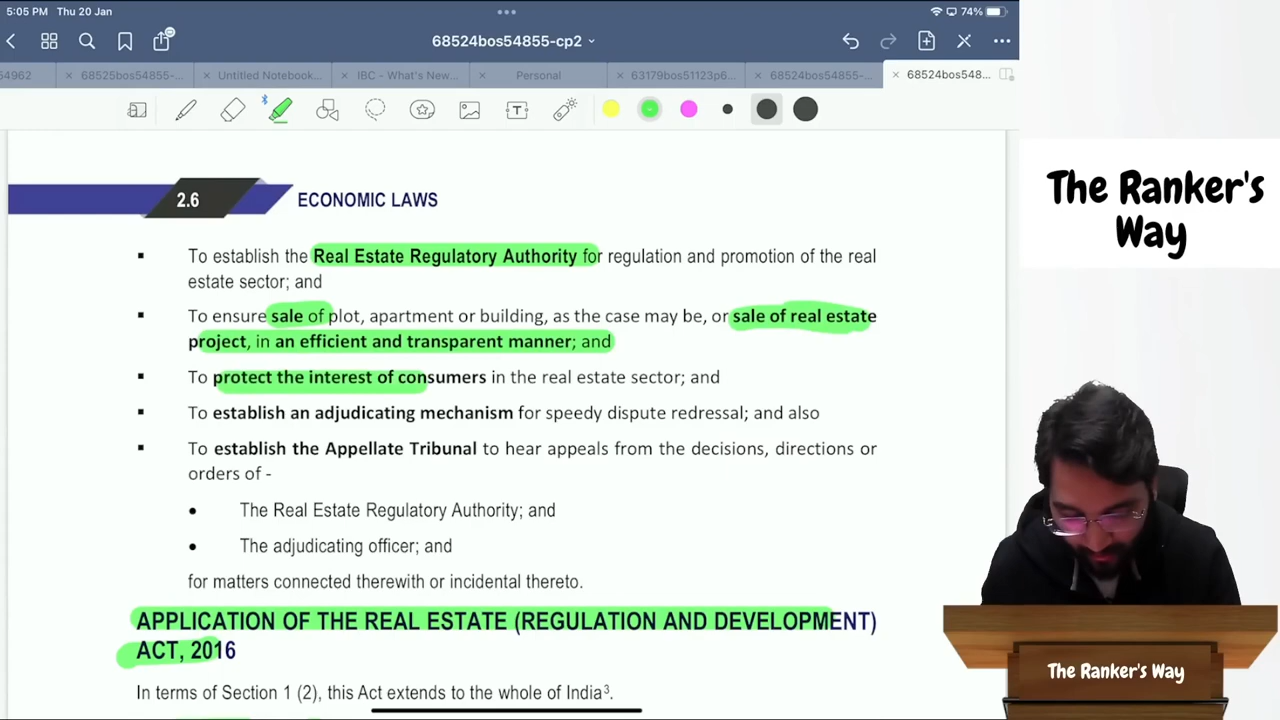 5:05 PM Thu 20 Jan
74%
68524bos54855-cp2
54962
68525bos54855-...
Untitled Notebook...
IBC - What's New...
Personal
63179bos51123p6...
68524bos54855-...
68524bos548...
The Ranker's
Way
2.6 ECONOMIC LAWS
▪ To establish the Real Estate Regulatory Authority for regulation and promotion of the real
estate sector; and
▪ To ensure sale of plot, apartment or building, as the case may be, or sale of real estate
project, in an efficient and transparent manner; and
▪ To protect the interest of consumers in the real estate sector; and
▪ To establish an adjudicating mechanism for speedy dispute redressal; and also
▪ To establish the Appellate Tribunal to hear appeals from the decisions, directions or
orders of -
• The Real Estate Regulatory Authority; and
• The adjudicating officer; and
for matters connected therewith or incidental thereto.
APPLICATION OF THE REAL ESTATE (REGULATION AND DEVELOPMENT)
ACT, 2016
In terms of Section 1 (2), this Act extends to the whole of India³.
The Ranker's Way